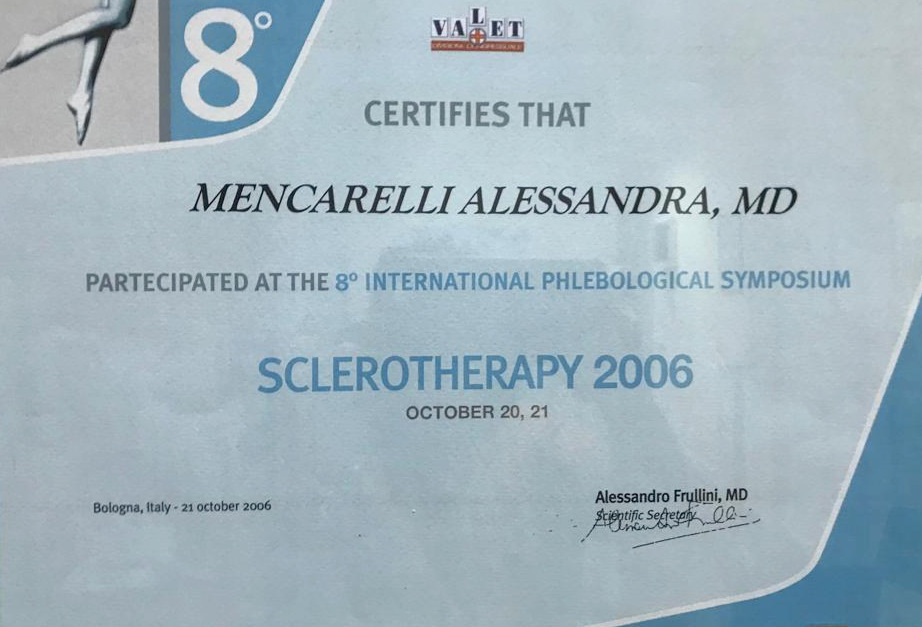 8°
VALET
CERTIFIES THAT
MENCARELLI ALESSANDRA, MD
PARTECIPATED AT THE 8° INTERNATIONAL PHLEBOLOGICAL SYMPOSIUM
SCLEROTHERAPY 2006
OCTOBER 20, 21
Bologna, Italy - 21 october 2006
Alessandro Frullini, MD
Scientific Secretary